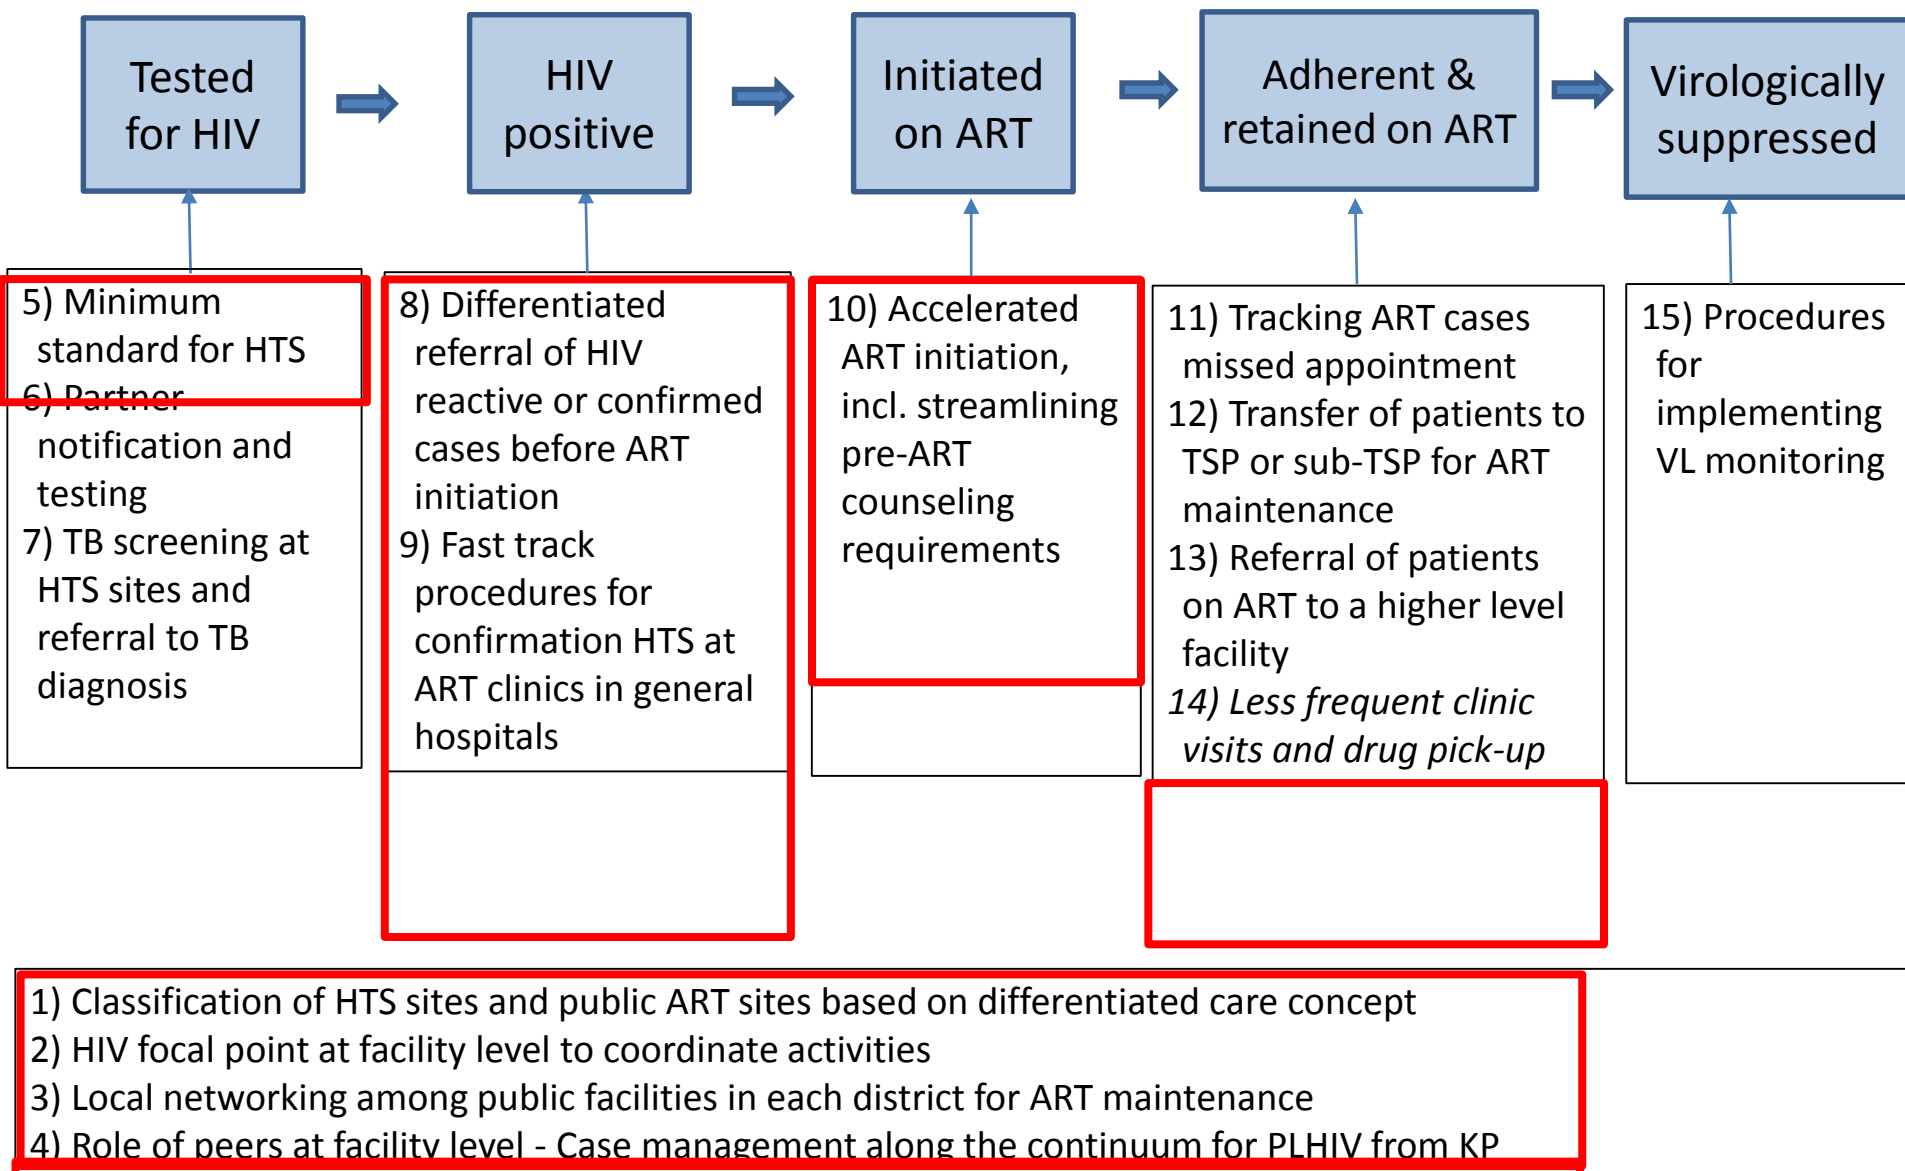 Tested
for HIV
HIV
positive
Initiated
on ART
Adherent &
retained on ART
Virologically
suppressed
5) Minimum
standard for HTS
6) Partner
notification and
testing
7) TB screening at
HTS sites and
referral to TB
diagnosis
8) Differentiated
referral of HIV
reactive or confirmed
cases before ART
initiation
9) Fast track
procedures for
confirmation HTS at
ART clinics in general
hospitals
10) Accelerated
ART initiation,
incl. streamlining
pre-ART
counseling
requirements
11) Tracking ART cases
missed appointment
12) Transfer of patients to
TSP or sub-TSP for ART
maintenance
13) Referral of patients
on ART to a higher level
facility
14) Less frequent clinic
visits and drug pick-up
15) Procedures
for
implementing
VL monitoring
1) Classification of HTS sites and public ART sites based on differentiated care concept
2) HIV focal point at facility level to coordinate activities
3) Local networking among public facilities in each district for ART maintenance
4) Role of peers at facility level - Case management along the continuum for PLHIV from KP